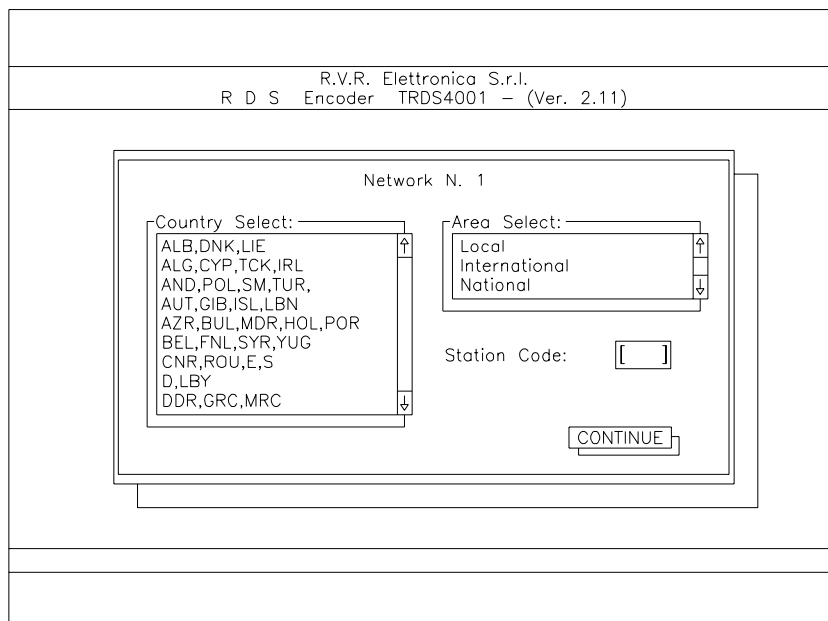 R.V.R. Elettronica S.r.l.
R D S Encoder TRDS4001 – (Ver. 2.11)
Network N. 1
Country Select:
ALB,DNK,LIE
ALG,CYP,TCK,IRL
AND,POL,SM,TUR,
AUT,GIB,ISL,LBN
AZR,BUL,MDR,HOL,POR
BEL,FNL,SYR,YUG
CNR,ROU,E,S
D,LBY
DDR,GRC,MRC
Area Select:
Local
International
National
Station Code: [ ]
CONTINUE